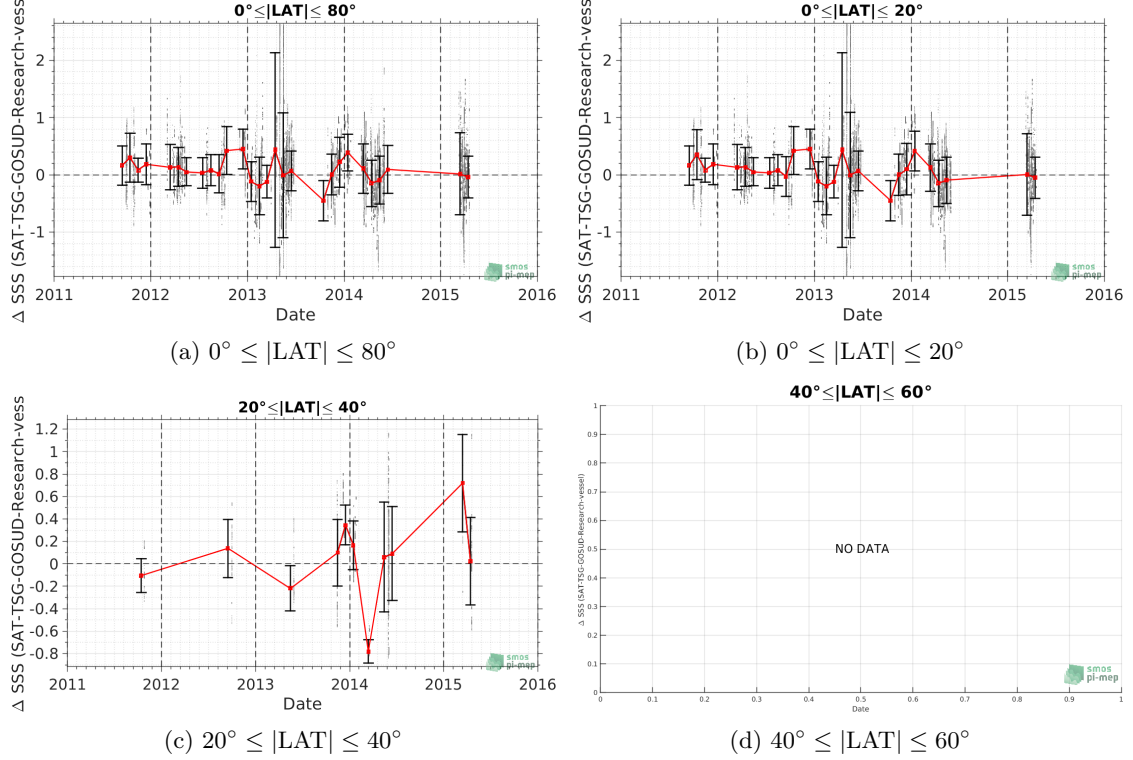 0°≤|LAT|≤ 80°
Δ SSS (SAT-TSG-GOSUD-Research-vess
2
1
0
-1
2011 2012 2013 2014 2015 2016
Date
smos
pi-mep
(a) 0° ≤ |LAT| ≤ 80°
0°≤|LAT|≤ 20°
Δ SSS (SAT-TSG-GOSUD-Research-vess
2
1
0
-1
2011 2012 2013 2014 2015 2016
Date
smos
pi-mep
(b) 0° ≤ |LAT| ≤ 20°
20°≤|LAT|≤ 40°
Δ SSS (SAT-TSG-GOSUD-Research-vess
1.2
1
0.8
0.6
0.4
0.2
0
-0.2
-0.4
-0.6
-0.8
2011 2012 2013 2014 2015 2016
Date
smos
pi-mep
(c) 20° ≤ |LAT| ≤ 40°
40°≤|LAT|≤ 60°
Δ SSS (SAT-TSG-GOSUD-Research-vessel)
1
0.9
0.8
0.7
0.6
0.5
0.4
0.3
0.2
0.1
0
NO DATA
0 0.1 0.2 0.3 0.4 0.5 0.6 0.7 0.8 0.9 1
Date
smos
pi-mep
(d) 40° ≤ |LAT| ≤ 60°